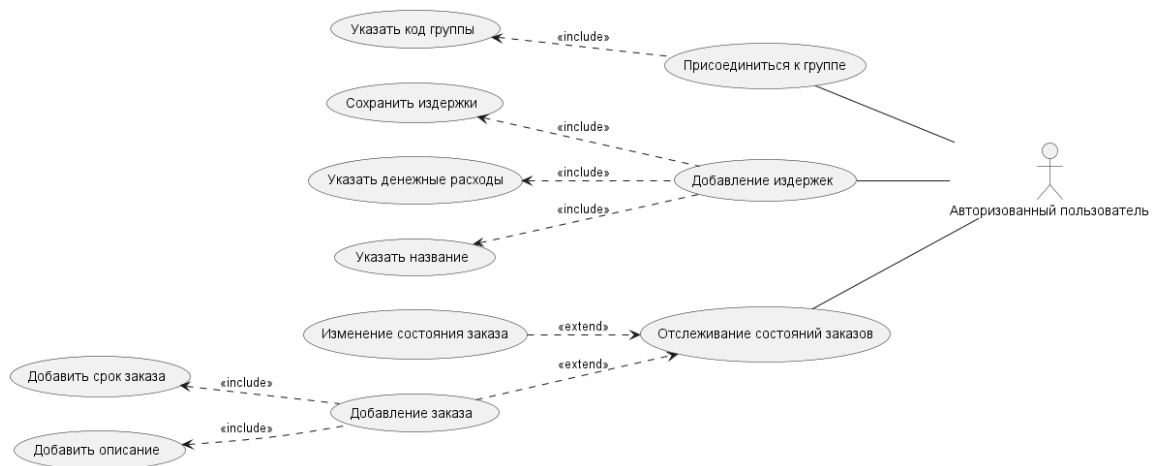 Указать код группы
«include»
Присоединиться к группе
Сохранить издержки
«include»
Указать денежные расходы
«include»
Добавление издержек
«include»
Указать название
Авторизованный пользователь
Изменение состояния заказа
«extend»
Отслеживание состояний заказов
«extend»
Добавить срок заказа
«include»
Добавление заказа
«include»
Добавить описание